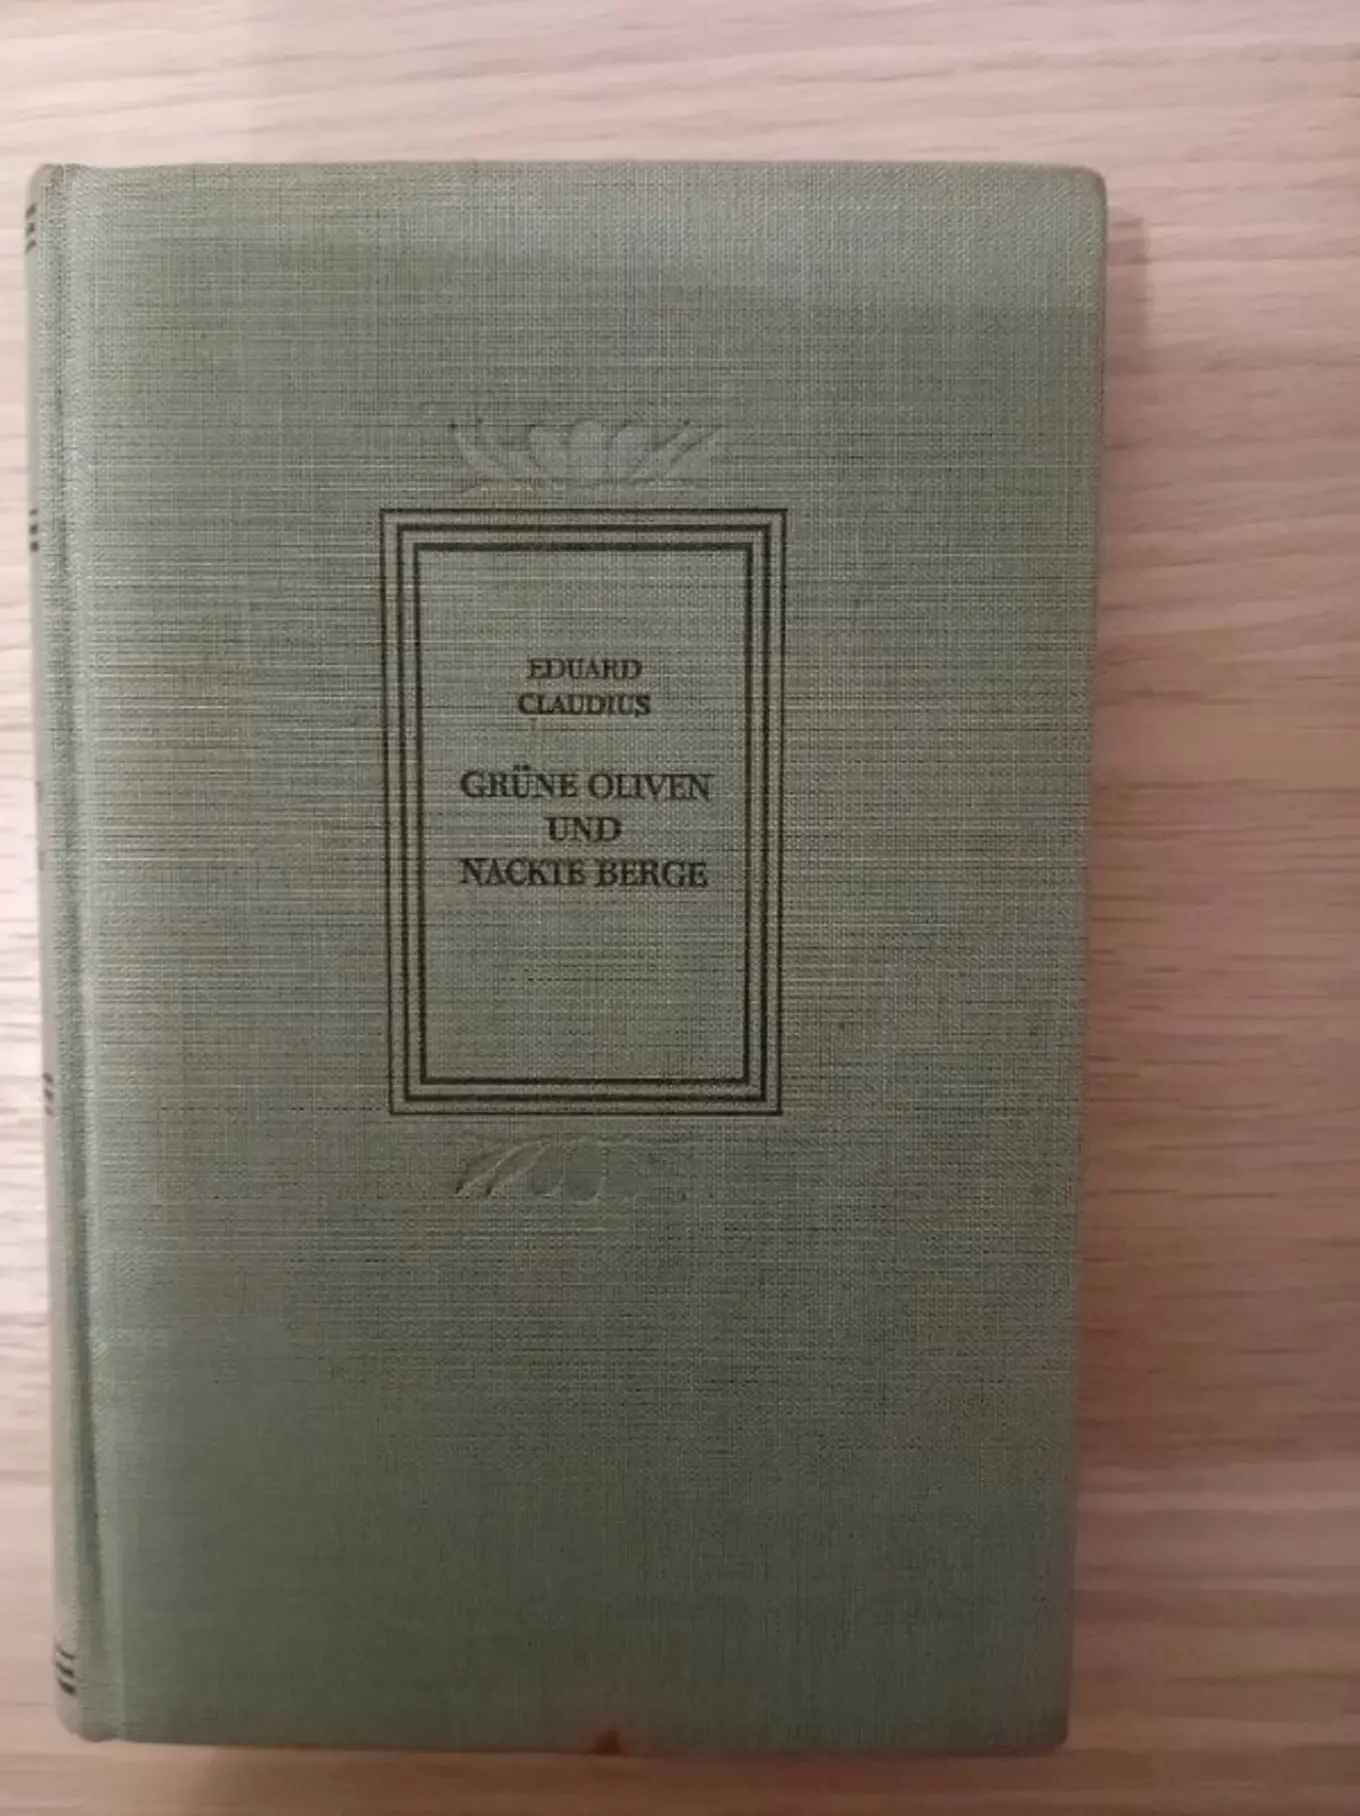 EDUARD
CLAUDIUS
GRÜNE OLIVEN
UND
NACKTE BERGE